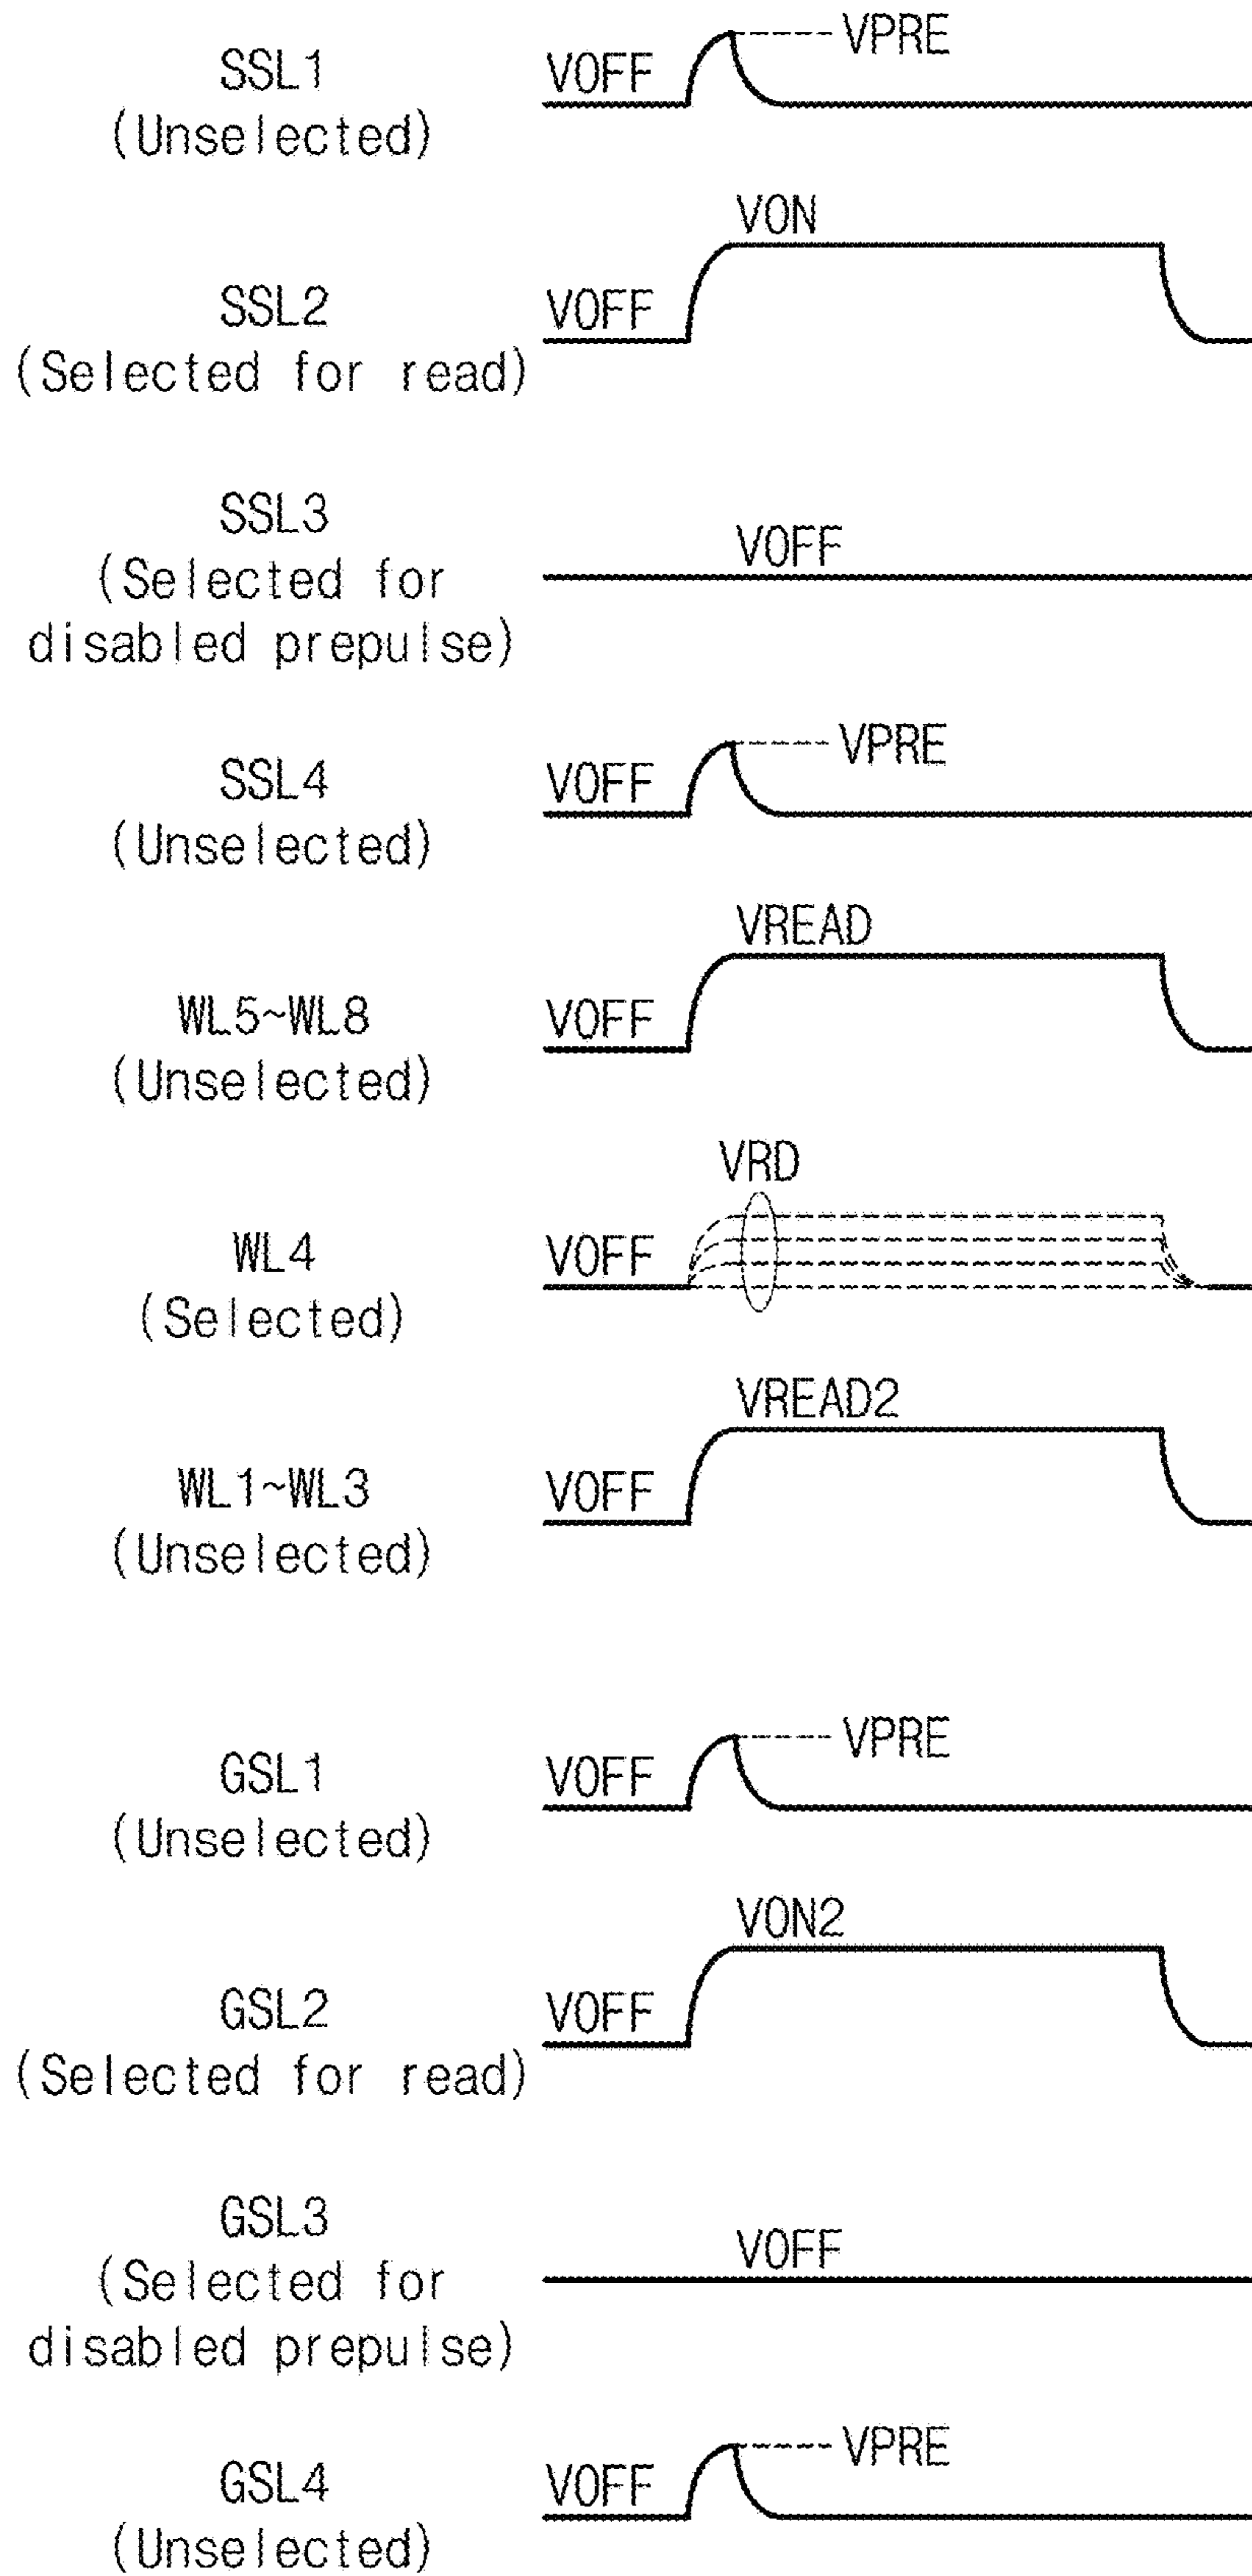 SSL1
(Unselected)
VOFF
VPRE
SSL2
(Selected for read)
VOFF
VON
SSL3
(Selected for
disabled prepulse)
VOFF
SSL4
(Unselected)
VOFF
VPRE
WL5~WL8
(Unselected)
VOFF
VREAD
WL4
(Selected)
VOFF
VRD
WL1~WL3
(Unselected)
VOFF
VREAD2
GSL1
(Unselected)
VOFF
VPRE
GSL2
(Selected for read)
VOFF
VON2
GSL3
(Selected for
disabled prepulse)
VOFF
GSL4
(Unselected)
VOFF
VPRE